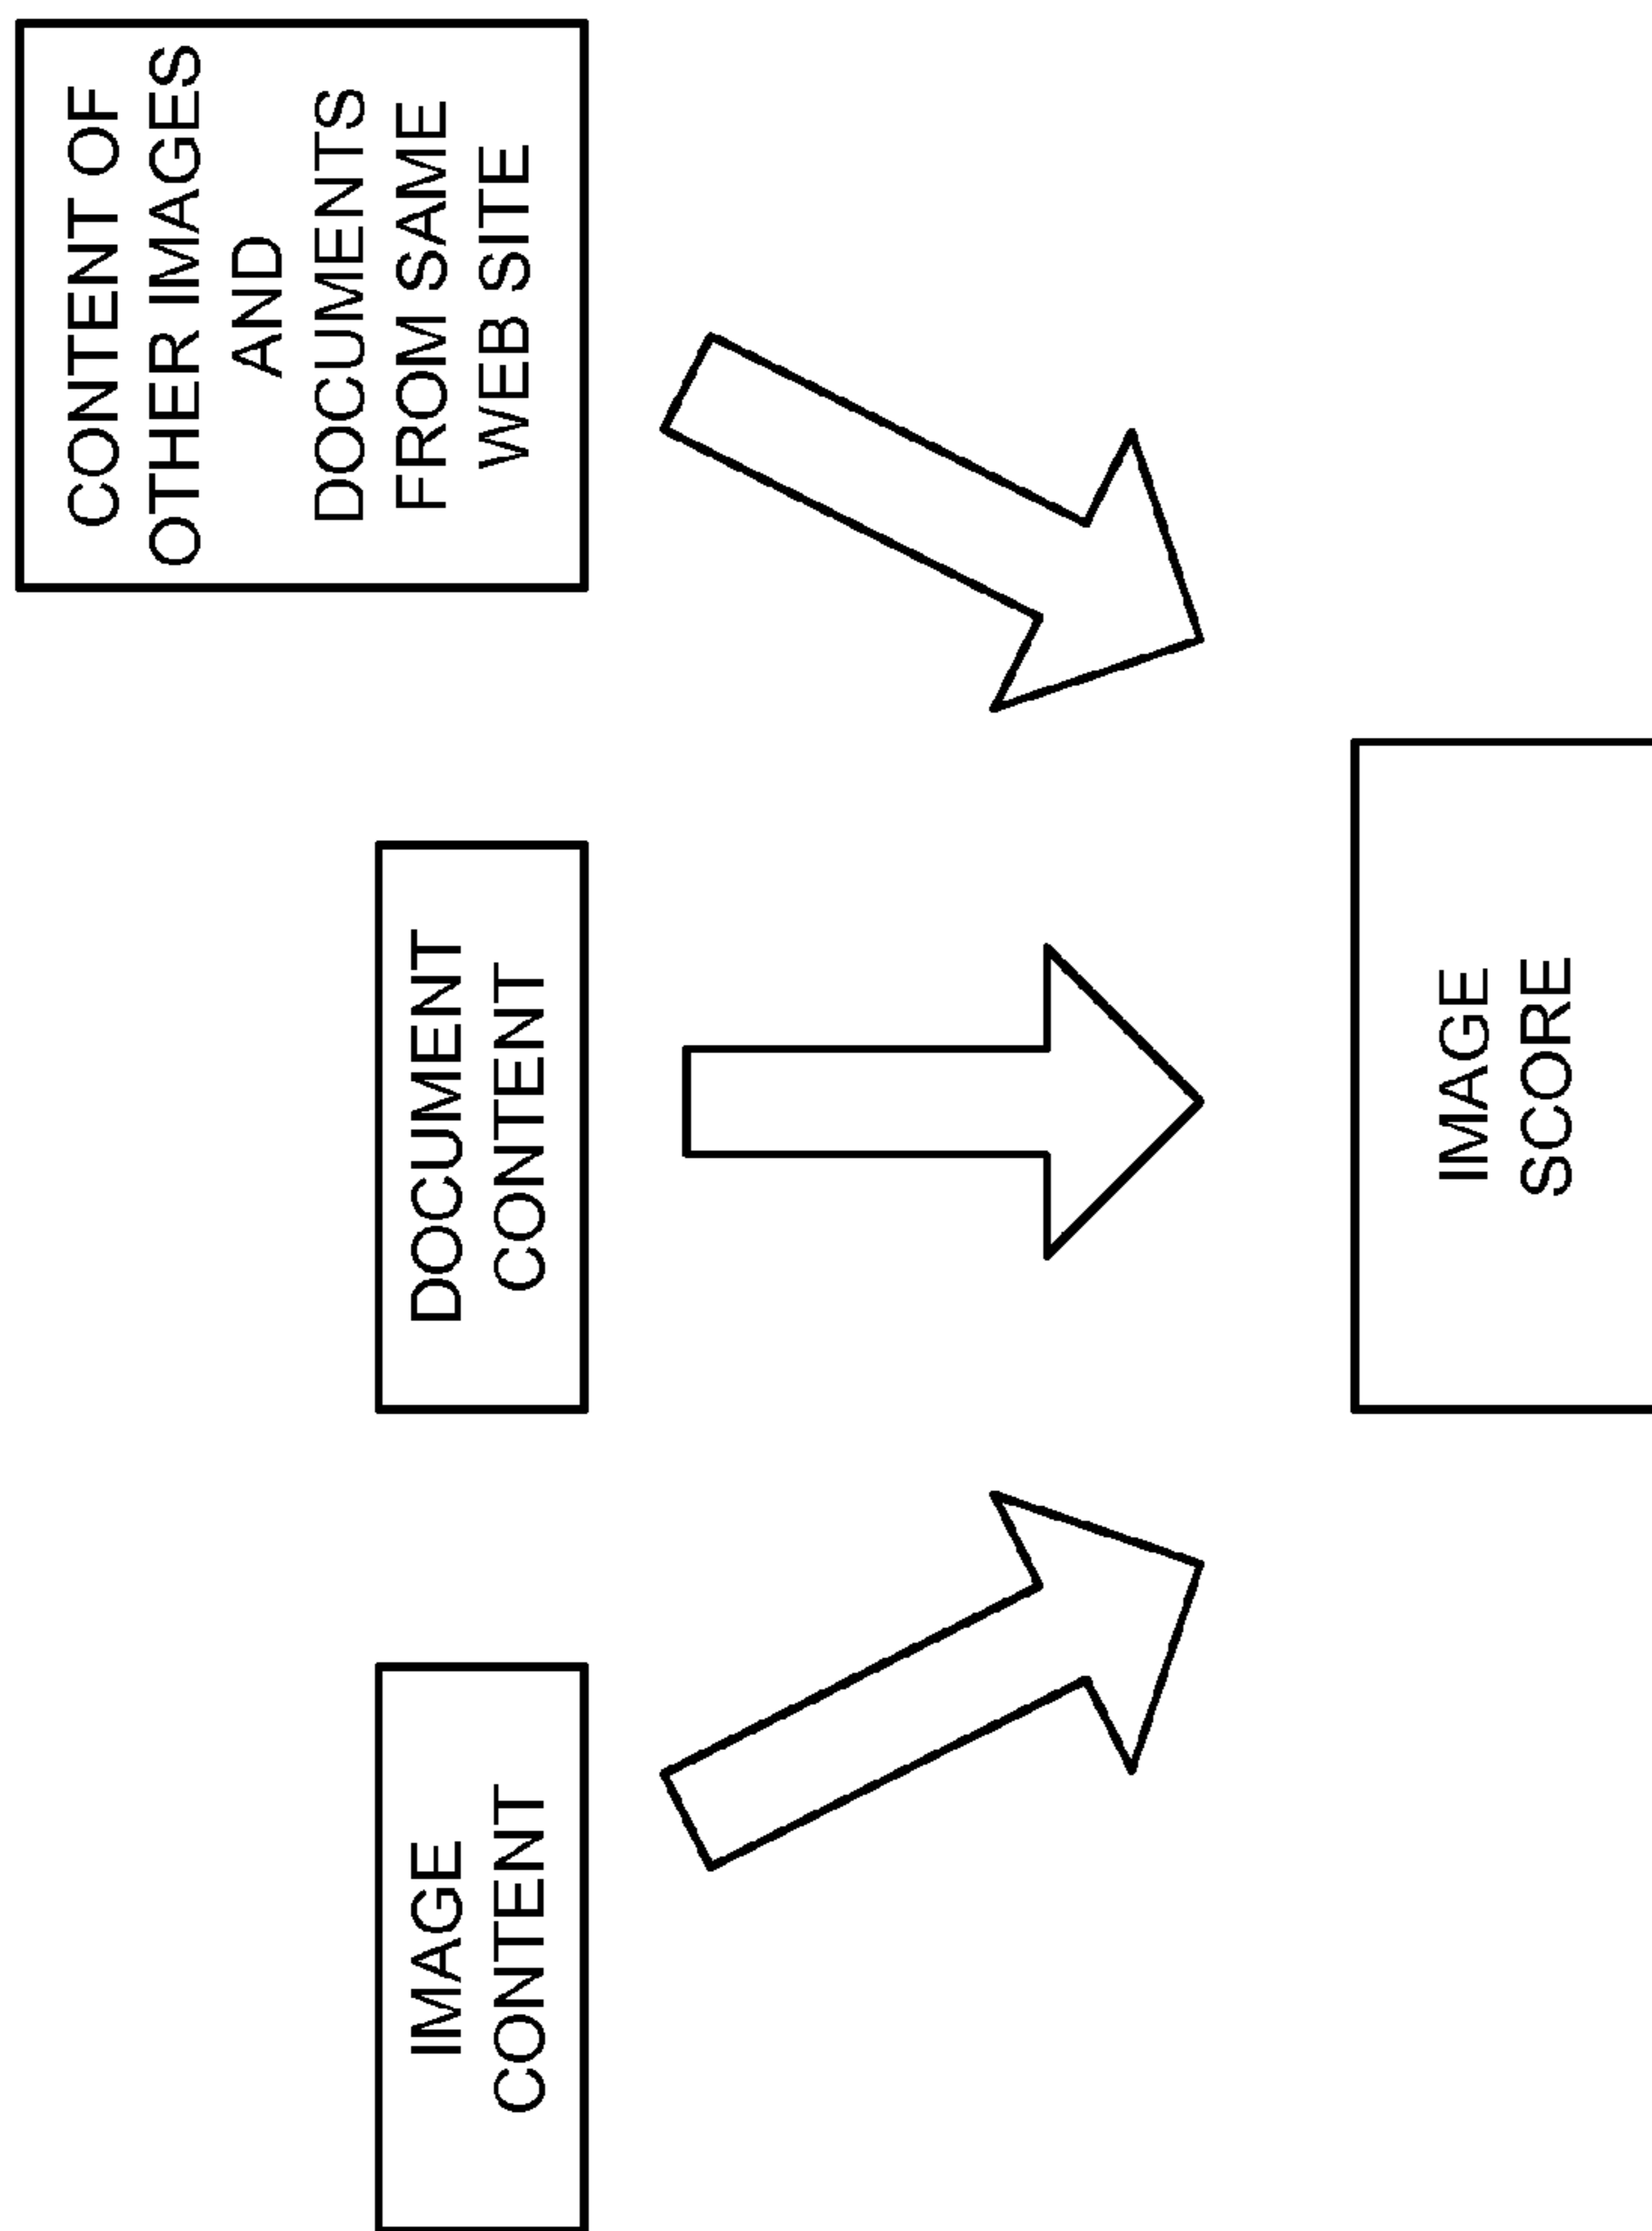 IMAGE
CONTENT
DOCUMENT
CONTENT
CONTENT OF
OTHER IMAGES
AND
DOCUMENTS
FROM SAME
WEB SITE
IMAGE
SCORE